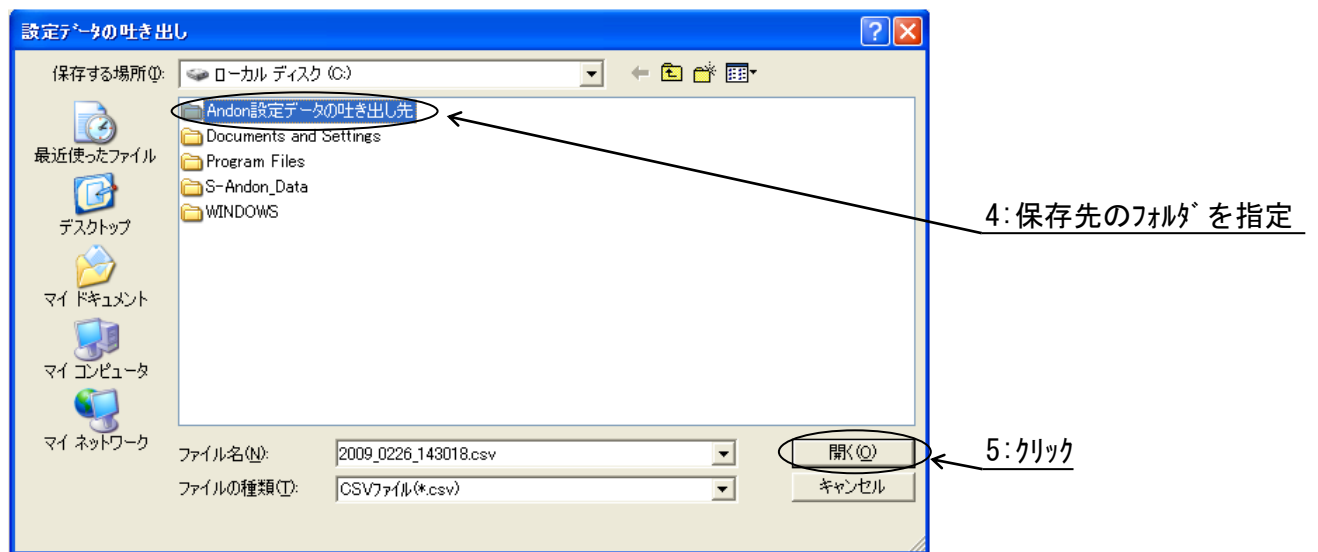 設定ﾃﾞｰﾀの吐き出し
保存する場所(I):
ローカル ディスク (C:)
Andon設定データの吐き出し先
Documents and Settings
Program Files
S-Andon_Data
WINDOWS
最近使ったファイル
デスクトップ
マイ ドキュメント
マイ コンピュータ
マイ ネットワーク
4:保存先のﾌｫﾙﾀﾞを指定
ファイル名(N):
2009_0226_143018.csv
開く(O)
5:ｸﾘｯｸ
ファイルの種類(T):
CSVﾌｧｲﾙ(*.csv)
キャンセル